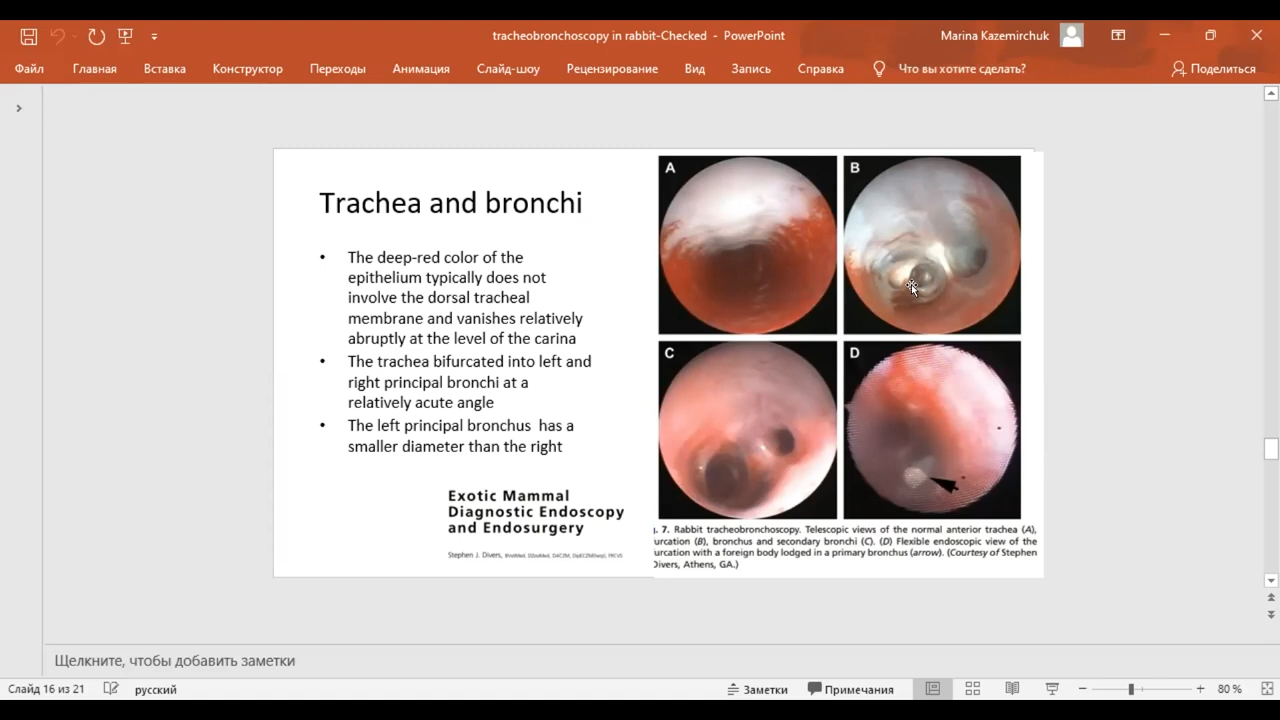 tracheobronchoscopy in rabbit-Checked - PowerPoint
Marina Kazemirchuk
Файл Главная Вставка Конструктор Переходы Анимация Слайд-шоу Рецензирование Вид Запись Справка Что вы хотите сделать? Поделиться
Trachea and bronchi
• The deep-red color of the
epithelium typically does not
involve the dorsal tracheal
membrane and vanishes relatively
abruptly at the level of the carina
• The trachea bifurcated into left and
right principal bronchi at a
relatively acute angle
• The left principal bronchus has a
smaller diameter than the right
Exotic Mammal
Diagnostic Endoscopy
and Endosurgery
Stephen J. Divers,
A
B
C
D
. 7. Rabbit tracheobronchoscopy. Telescopic views of the normal anterior trachea (A),
urcation (B), bronchus and secondary bronchi (C). (D) Flexible endoscopic view of the
urcation with a foreign body lodged in a primary bronchus (arrow). (Courtesy of Stephen
Divers, Athens, GA.)
Щелкните, чтобы добавить заметки
Слайд 16 из 21 русский Заметки Примечания 80 %